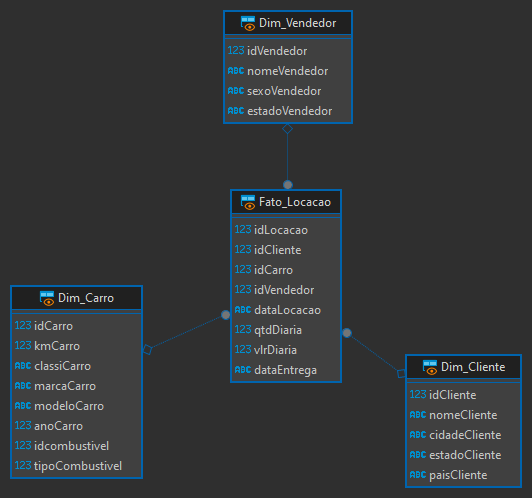 Dim_Vendedor
123 idVendedor
ABC nomeVendedor
ABC sexoVendedor
ABC estadoVendedor
Fato_Locacao
123 idLocacao
123 idCliente
123 idCarro
123 idVendedor
ABC dataLocacao
123 qtdDiaria
123 vlrDiaria
ABC dataEntrega
Dim_Carro
123 idCarro
123 kmCarro
ABC classiCarro
ABC marcaCarro
ABC modeloCarro
123 anoCarro
123 idcombustivel
123 tipoCombustivel
Dim_Cliente
123 idCliente
ABC nomeCliente
ABC cidadeCliente
ABC estadoCliente
ABC paisCliente